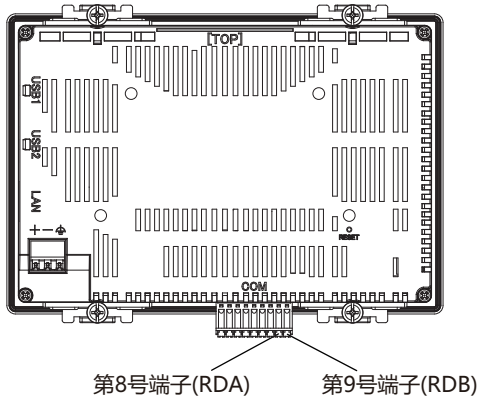 [TOP]
USB1
USB2
LAN
+ -
RESET
COM
第8号端子(RDA)
第9号端子(RDB)